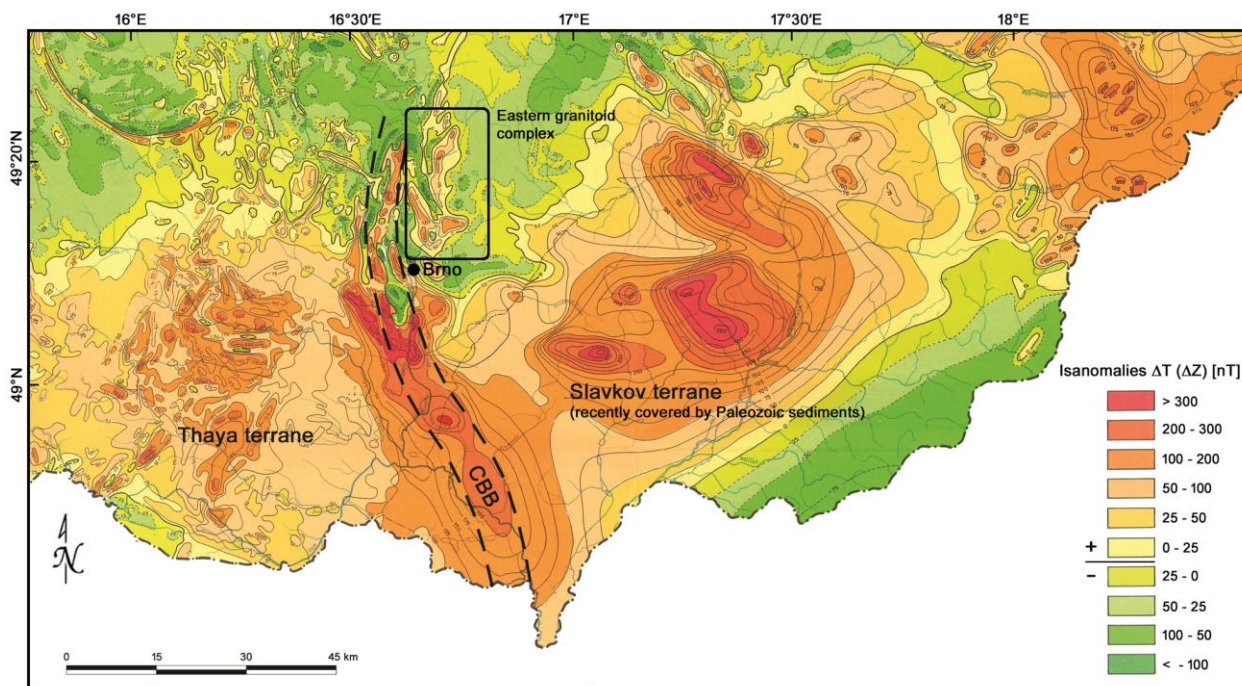 16°E
16°30'E
17°E
17°30'E
18°E
49°20'N
49°N
Eastern granitoid
complex
Brno
Slavkov terrane
(recently covered by Paleozoic sediments)
Thaya terrane
CBB
N
0 15 30 45 km
Isanomalies ΔT (ΔZ) [nT]
> 300
200 - 300
100 - 200
50 - 100
25 - 50
+ 0 - 25
- 25 - 0
50 - 25
100 - 50
< - 100